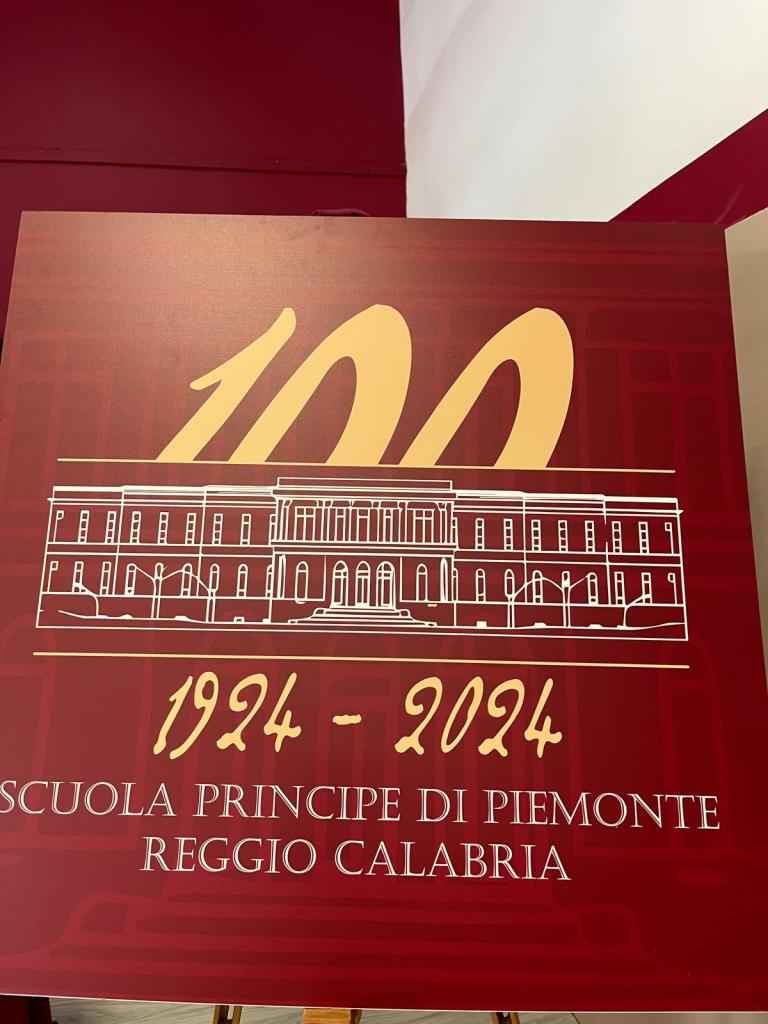 100
1924 - 2024
SCUOLA PRINCIPE DI PIEMONTE
REGGIO CALABRIA